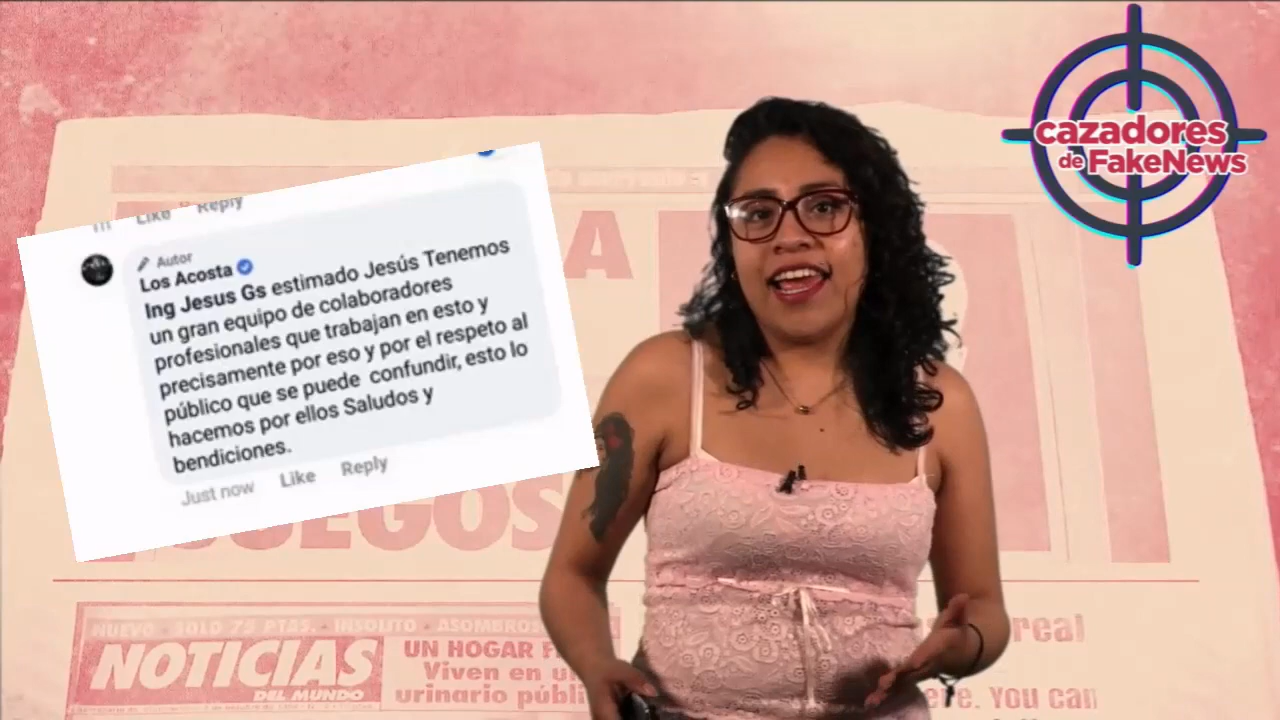 cazadores
de FakeNews
Like Reply
Autor
Los Acosta
Ing Jesus Gs estimado Jesús Tenemos
un gran equipo de colaboradores
profesionales que trabajan en esto y
precisamente por eso y por el respeto al
público que se puede confundir, esto lo
hacemos por ellos Saludos y
bendiciones.
Just now Like Reply
NUEVO · SOLO 75 PTAS. · INSOLITO · ASOMBROS
NOTICIAS
DEL MUNDO
UN HOGAR
Viven en
urinario públi
real
You can